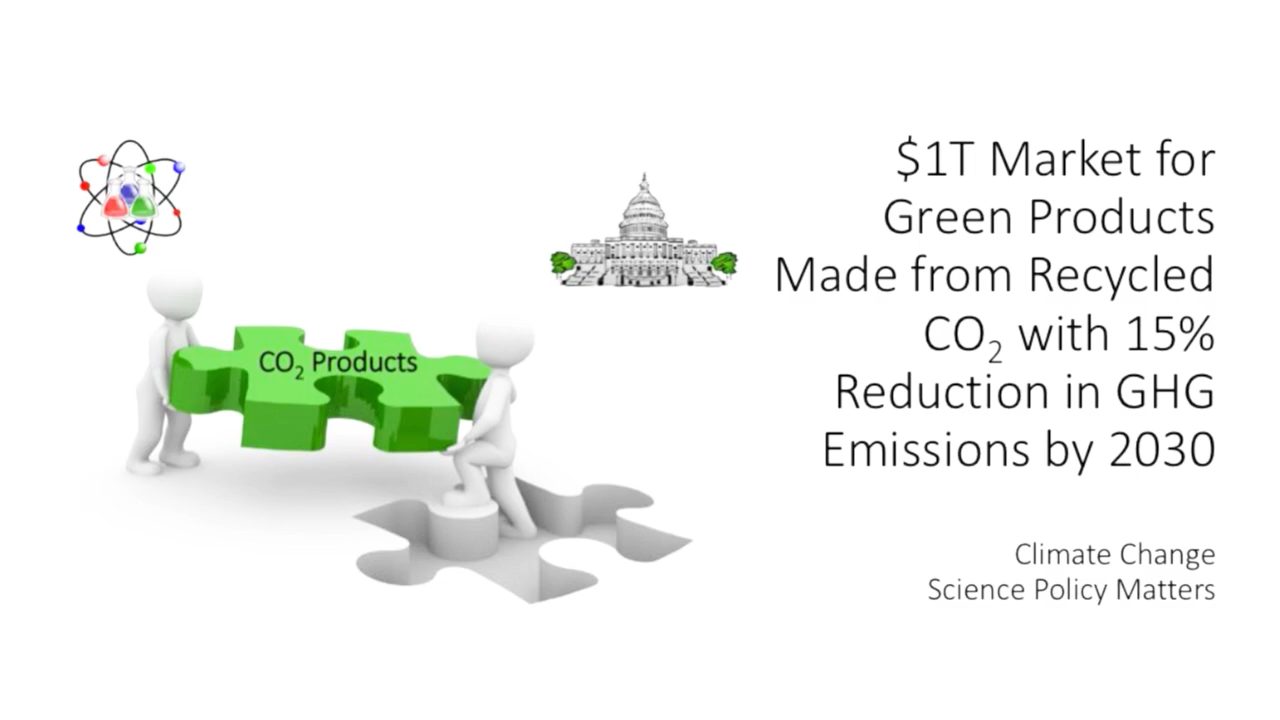 $1T Market for
Green Products
Made from Recycled
CO₂ with 15%
Reduction in GHG
Emissions by 2030
CO₂ Products
Climate Change
Science Policy Matters